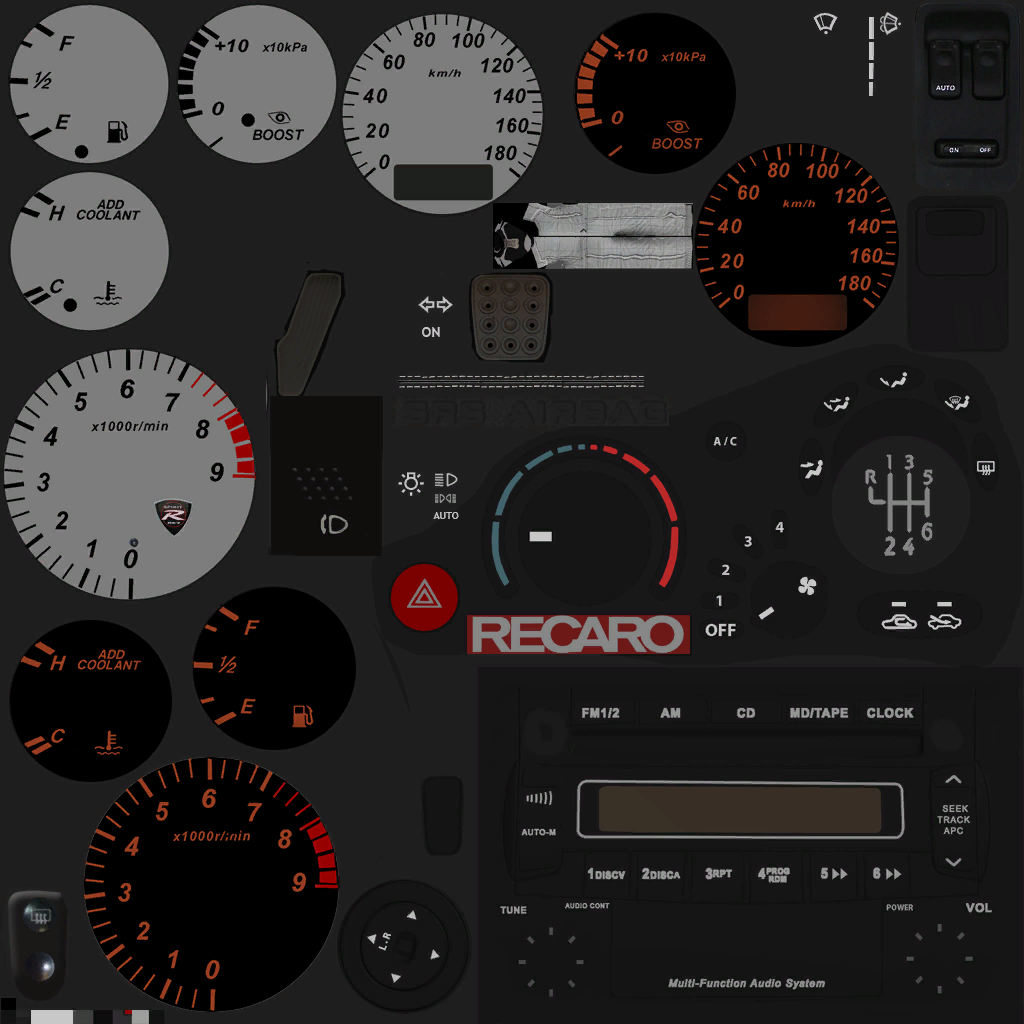 F
1/2
E
+10 x10kPa
0
BOOST
80 100
60 120
km/h
40 140
20 160
0 180
+10 x10kPa
0
BOOST
AUTO
ON OFF
H ADD
COOLANT
C
80 100
60 120
km/h
40 140
20 160
0 180
ON
6
5 7
x1000r/min
4 8
3 9
2
1 0
SPIRIT
R
SRS AIRBAG
A/C
AUTO
R 1 3 5
2 4 6
4
3
2
1
OFF
RECARO
H ADD
COOLANT
C
F
1/2
E
6
5 7
x1000r/min
4 8
3 9
2
1 0
L R
FM1/2 AM CD MD/TAPE CLOCK
AUTO-M
SEEK
TRACK
APC
1DISCV 2DISCA 3RPT 4PROG RDM 5 6
TUNE AUDIO CONT POWER VOL
Multi-Function Audio System